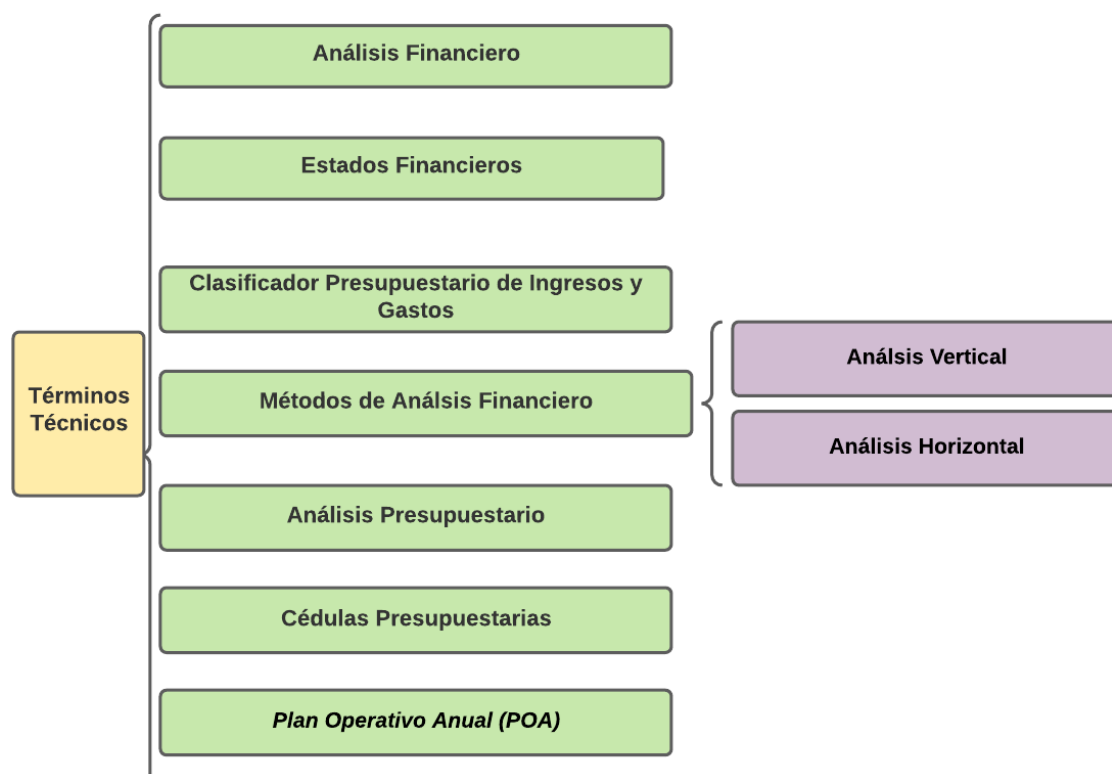 Análisis Financiero
Estados Financieros
Clasificador Presupuestario de Ingresos y
Gastos
Términos
Técnicos
Métodos de Análsis Financiero
Análsis Vertical
Análisis Horizontal
Análisis Presupuestario
Cédulas Presupuestarias
Plan Operativo Anual (POA)